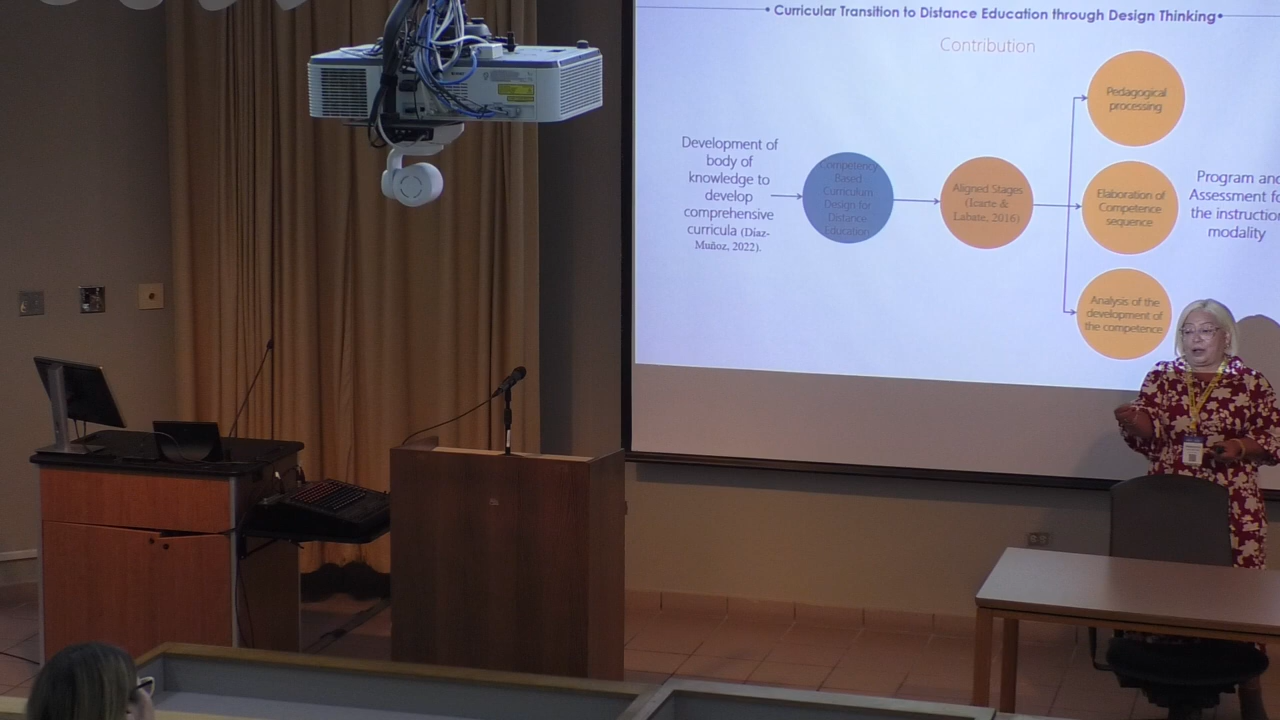 • Curricular Transition to Distance Education through Design Thinking•
Contribution
Development of
body of
knowledge to
develop
comprehensive
curricula (Díaz-
Muñoz, 2022).
Competency
Based
Curriculum
Design for
Distance
Education
Aligned Stages
(Icarte &
Labate, 2016)
Pedagogical
processing
Elaboration of
Competence
sequence
Analysis of the
development of
the competence
Program and
Assessment
the instruction
modality